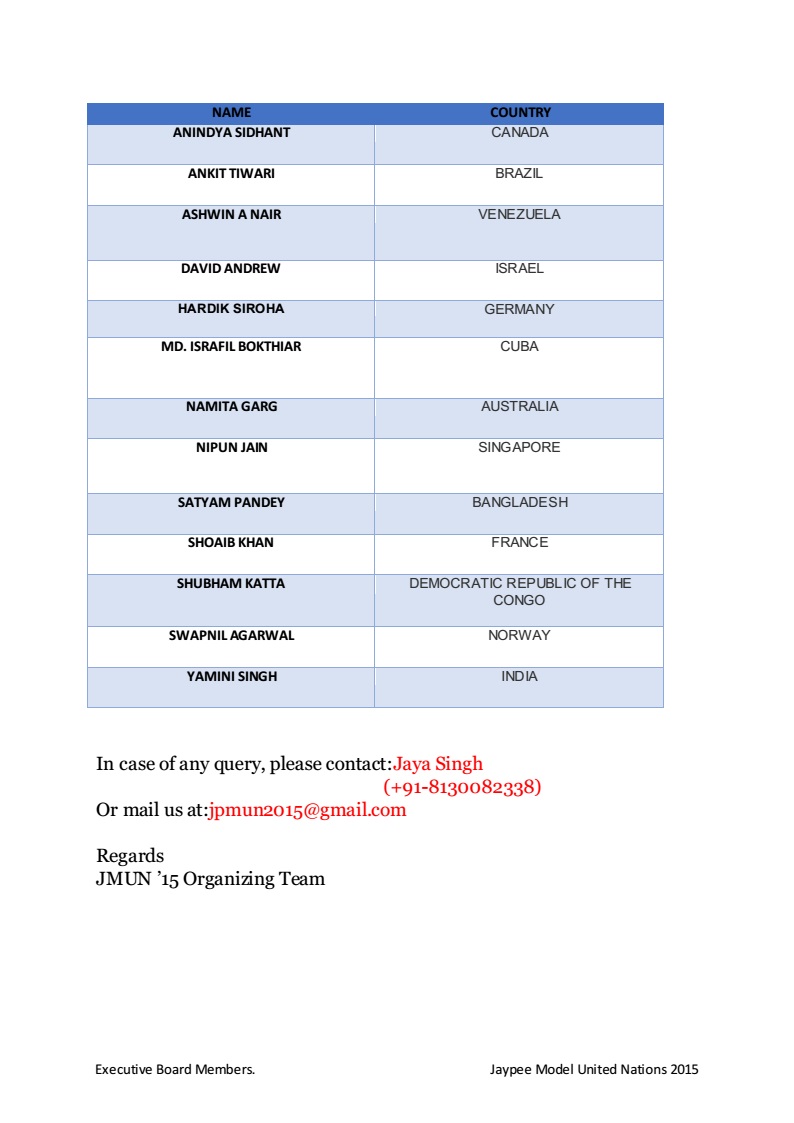 NAME COUNTRY
ANINDYA SIDHANT CANADA
ANKIT TIWARI BRAZIL
ASHWIN A NAIR VENEZUELA
DAVID ANDREW ISRAEL
HARDIK SIROHA GERMANY
MD. ISRAFIL BOKTHIAR CUBA
NAMITA GARG AUSTRALIA
NIPUN JAIN SINGAPORE
SATYAM PANDEY BANGLADESH
SHOAIB KHAN FRANCE
SHUBHAM KATTA DEMOCRATIC REPUBLIC OF THE
CONGO
SWAPNIL AGARWAL NORWAY
YAMINI SINGH INDIA
In case of any query, please contact:Jaya Singh
(+91-8130082338)
Or mail us at:jpmun2015@gmail.com
Regards
JMUN ’15 Organizing Team
Executive Board Members. Jaypee Model United Nations 2015